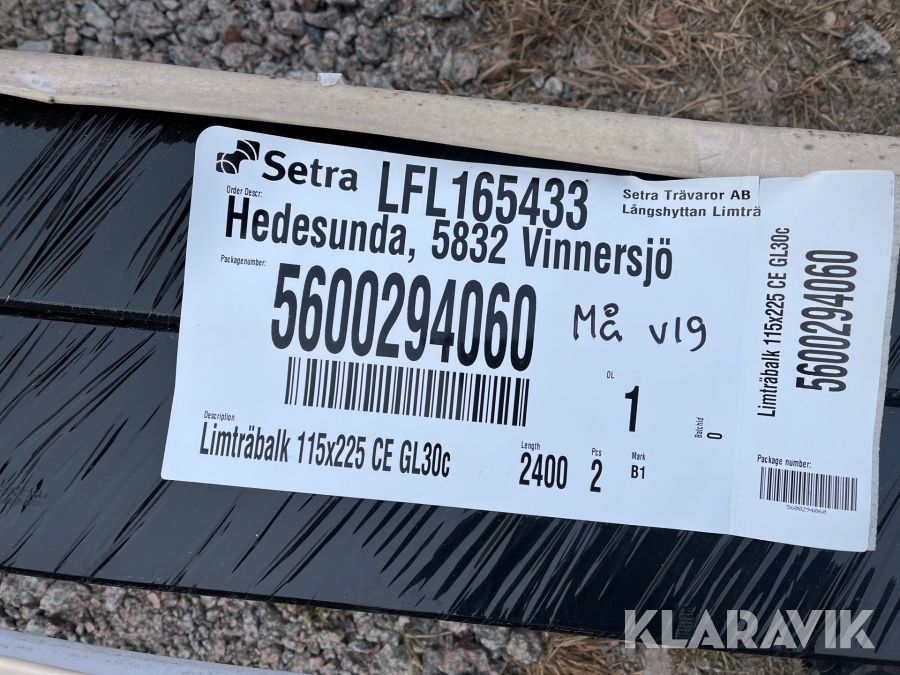 Setra
LFL165433
Setra Trävaror AB
Långshyttan Limträ
Order Descr:
Hedesunda, 5832 Vinnersjö
Packagenumber:
5600294060
Må v19
OL
1
BatchId
0
Description
Limträbalk 115x225 CE GL30c
Length
2400
Pcs
2
Mark
B1
Limträbalk 115x225 CE GL30c
5600294060
Package number:
5600294060
KLARAVIK